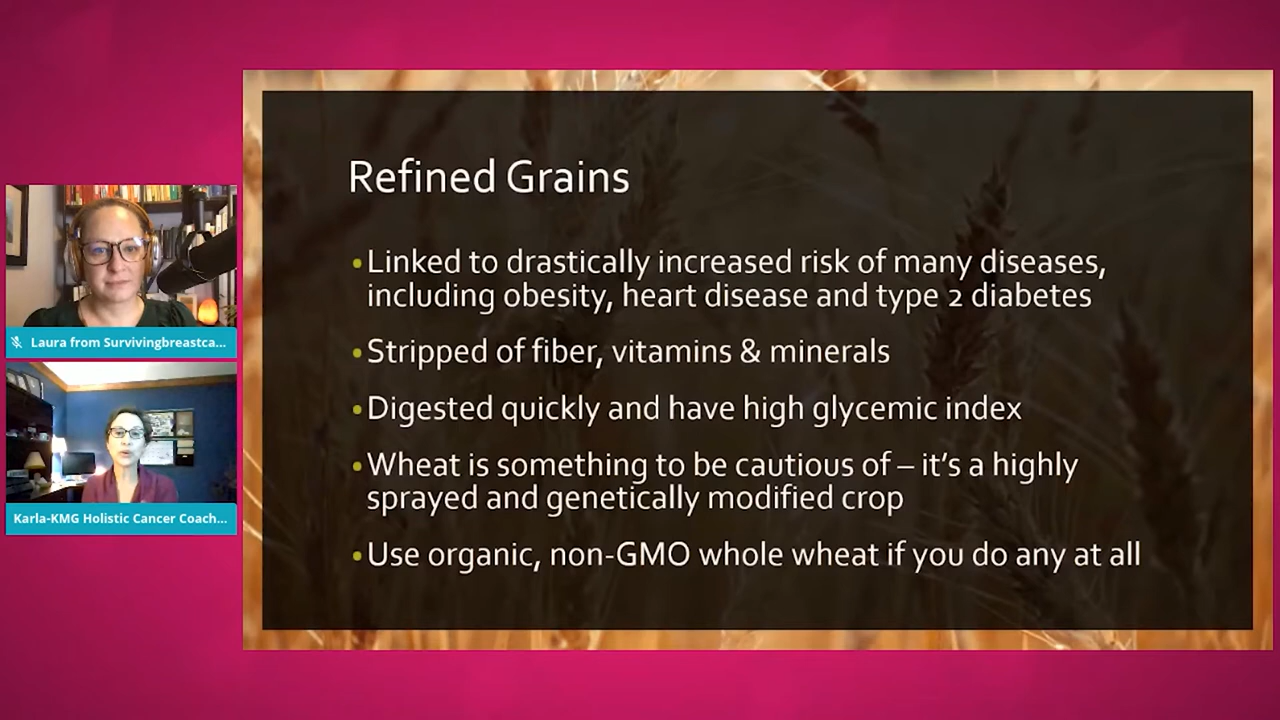 Refined Grains
•Linked to drastically increased risk of many diseases,
including obesity, heart disease and type 2 diabetes
•Stripped of fiber, vitamins & minerals
•Digested quickly and have high glycemic index
•Wheat is something to be cautious of – it's a highly
sprayed and genetically modified crop
•Use organic, non-GMO whole wheat if you do any at all
Laura from Survivingbreastca...
Karla-KMG Holistic Cancer Coach...